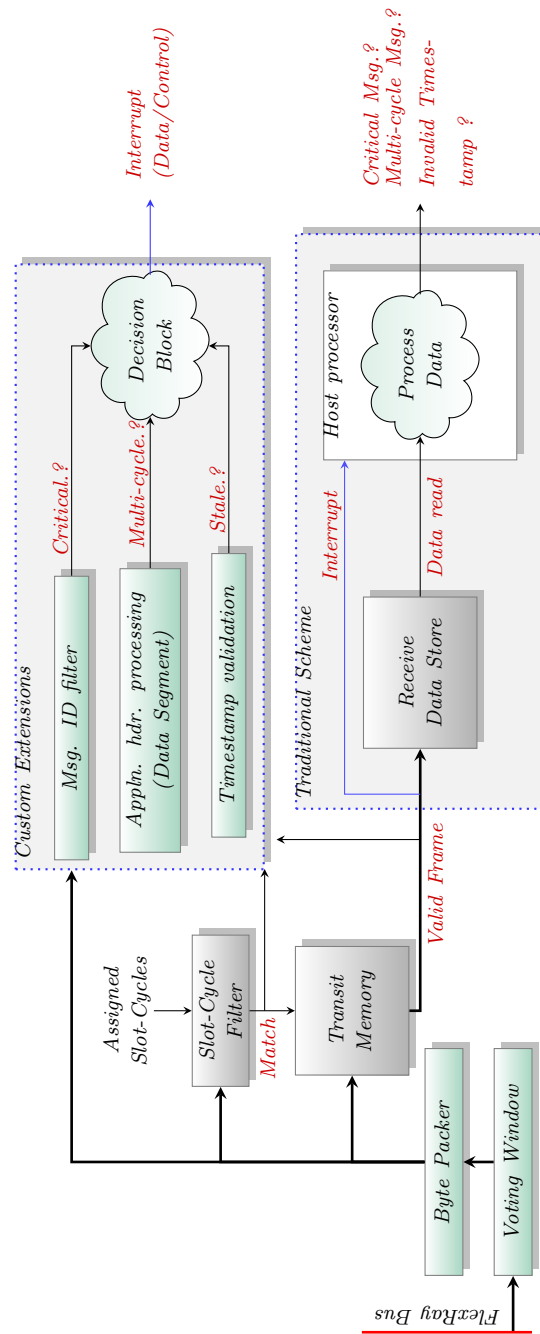 Custom Extensions
Msg. ID filter
Appln. hdr. processing
(Data Segment)
Timestamp validation
Critical.?
Multi-cycle.?
Stale.?
Decision
Block
Interrupt
(Data/Control)
Assigned
Slot-Cycles
Slot-Cycle
Filter
Match
Transit
Memory
Valid Frame
Traditional Scheme
Receive
Data Store
Interrupt
Data read
Host processor
Process
Data
Critical Msg.?
Multi-cycle Msg.?
Invalid Times-
tamp ?
Byte Packer
Voting Window
FlexRay Bus